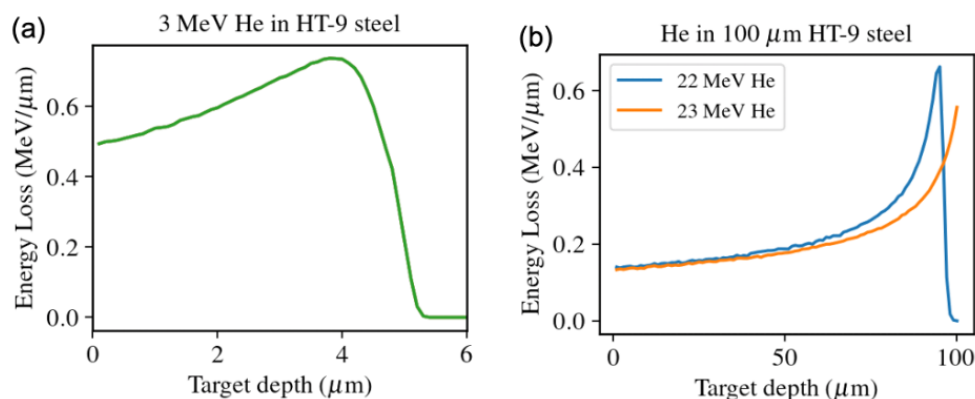 (a)
3 MeV He in HT-9 steel
Energy Loss (MeV/μm)
0.6
0.4
0.2
0.0
0 2 4 6
Target depth (μm)
(b)
He in 100 μm HT-9 steel
22 MeV He
23 MeV He
Energy Loss (MeV/μm)
0.6
0.4
0.2
0.0
0 50 100
Target depth (μm)